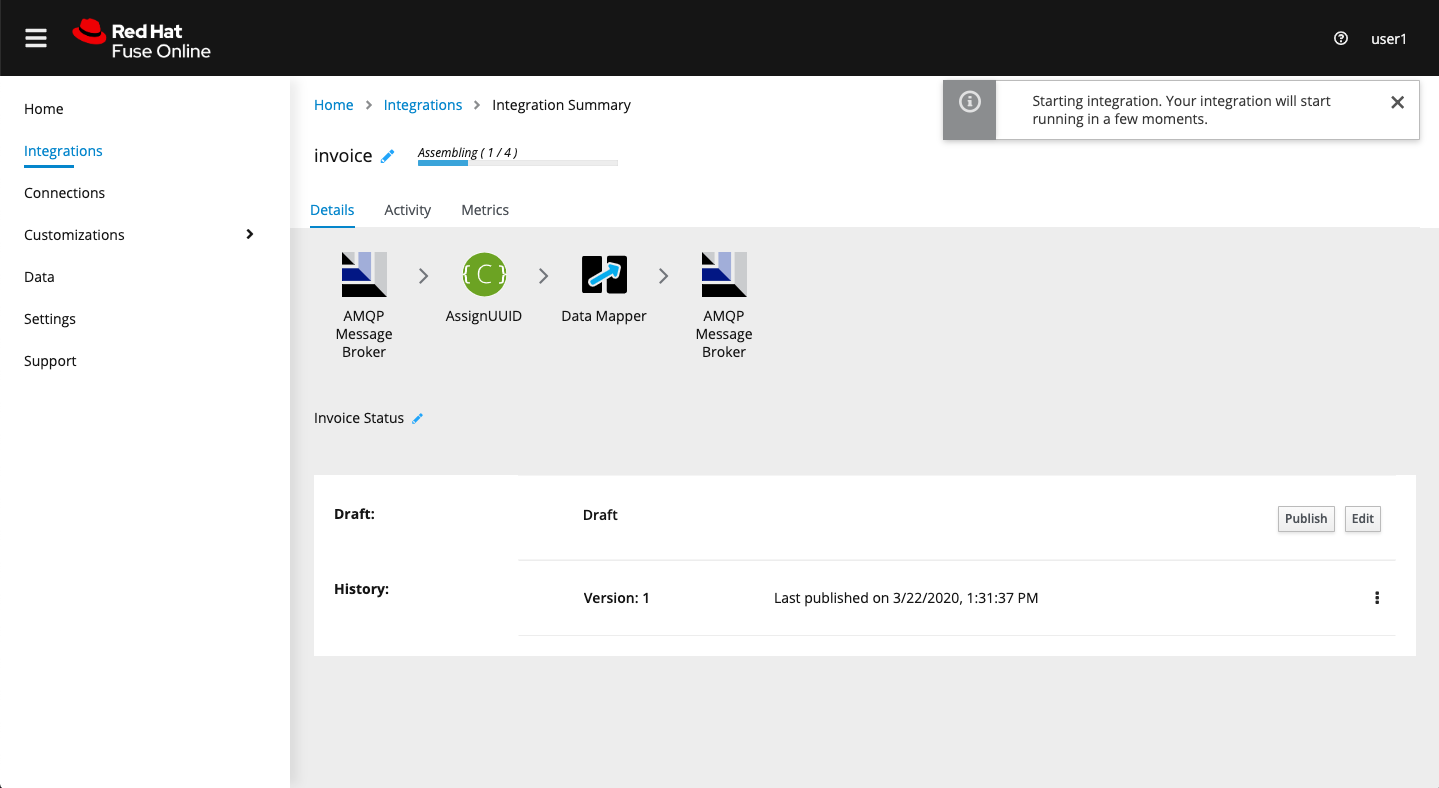 Red Hat
Fuse Online
user1
Home
Integrations
Connections
Customizations
Data
Settings
Support
Home > Integrations > Integration Summary
Starting integration. Your integration will start
running in a few moments.
invoice
Assembling ( 1 / 4 )
Details Activity Metrics
{ C }
AMQP
Message
Broker
AssignUUID
Data Mapper
AMQP
Message
Broker
Invoice Status
Draft: Draft Publish Edit
History: Version: 1 Last published on 3/22/2020, 1:31:37 PM